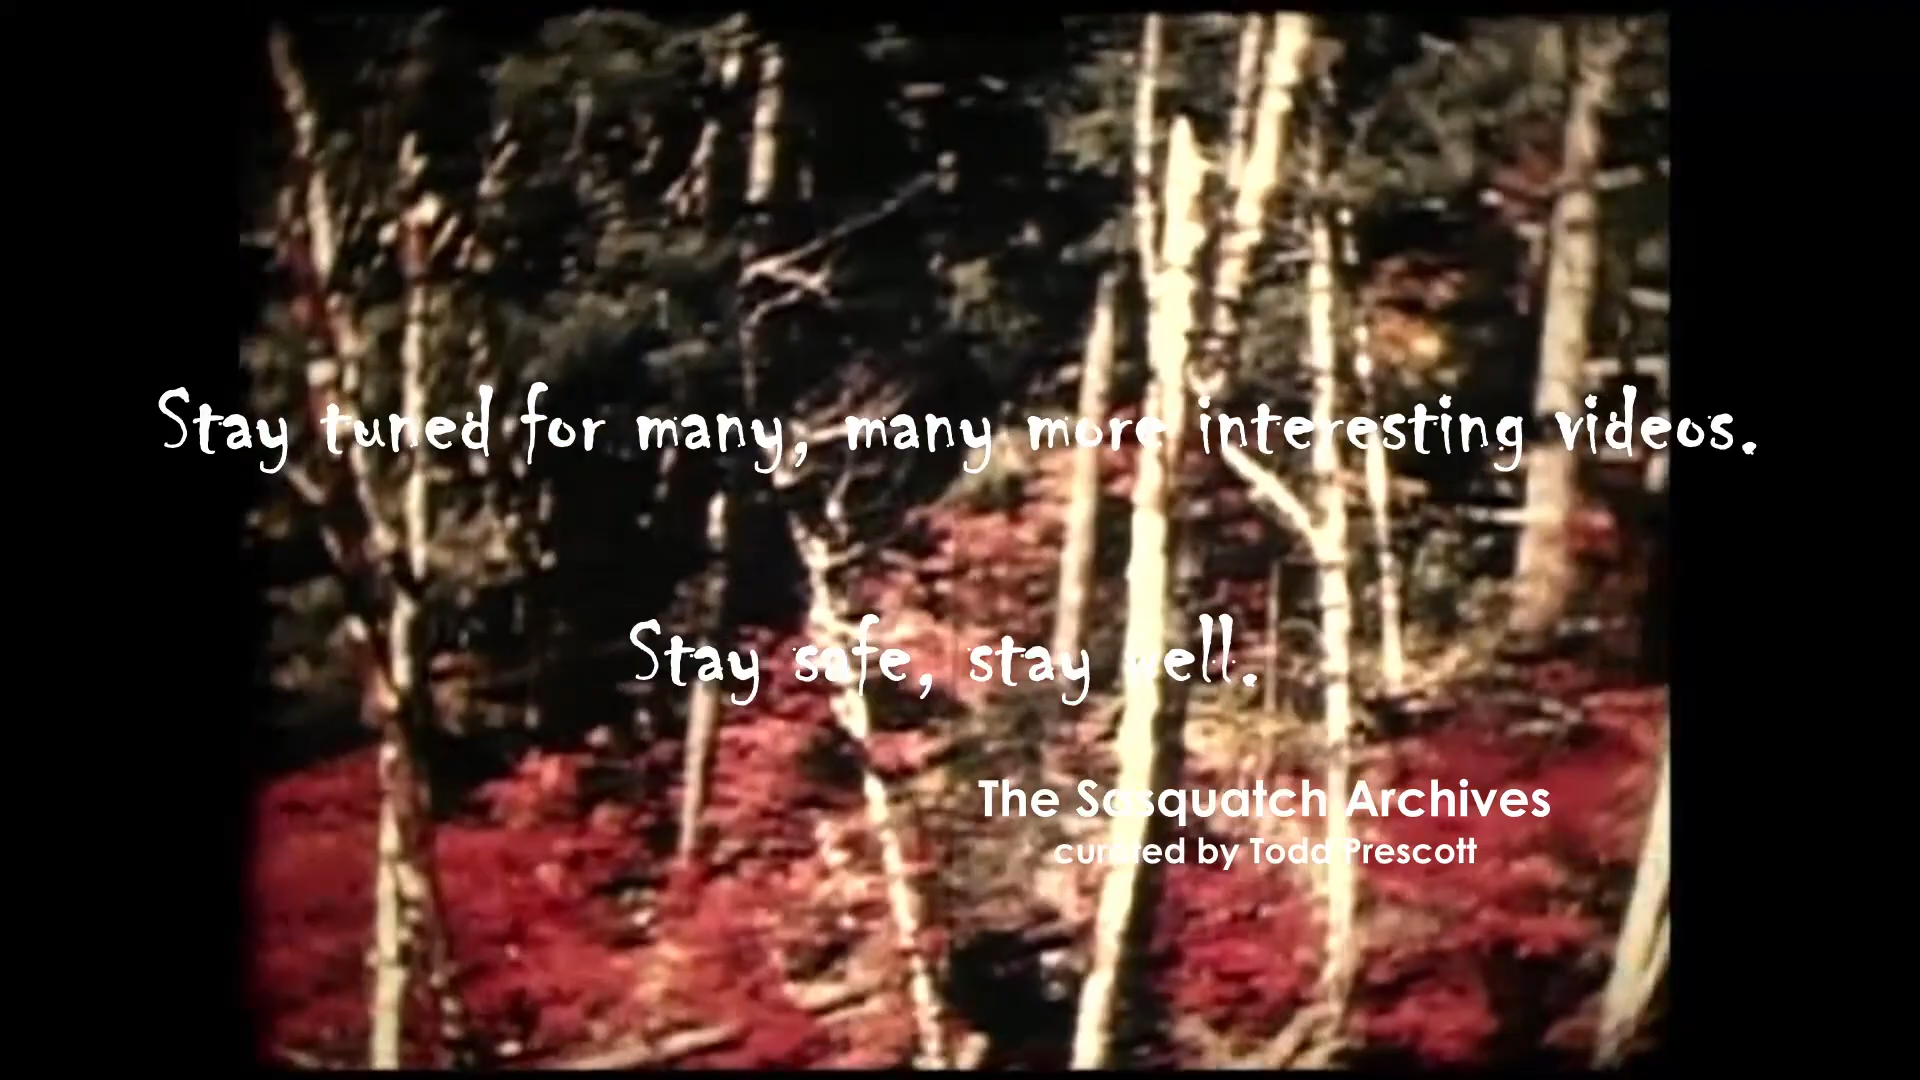 Stay tuned for many, many more interesting videos.
Stay safe, stay well.
The Sasquatch Archives
curated by Todd Prescott